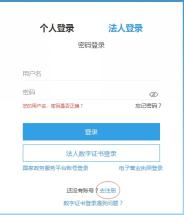 个人登录 法人登录
密码登录
用户名
密码
您的用户名、密码是否正确！ 忘记密码？
登录
法人数字证书登录
国家政务服务平台账号登录 电子营业执照登录
还没有账号？去注册
数字证书登录遇到问题？